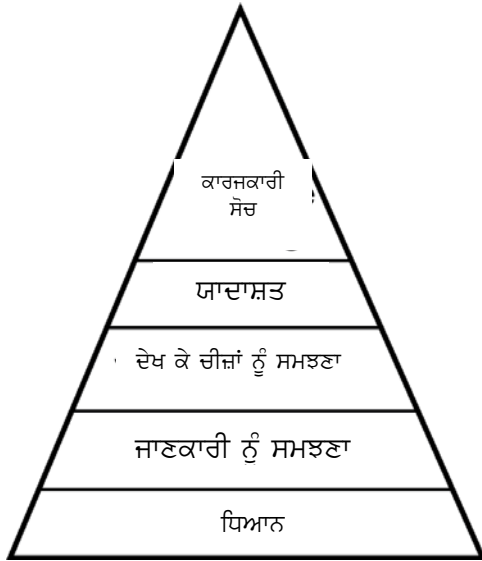 ਕਾਰਜਕਾਰੀ
ਸੋਚ
ਯਾਦਾਸ਼ਤ
ਦੇਖ ਕੇ ਚੀਜ਼ਾਂ ਨੂੰ ਸਮਝਣਾ
ਜਾਣਕਾਰੀ ਨੂੰ ਸਮਝਣਾ
ਧਿਆਨ